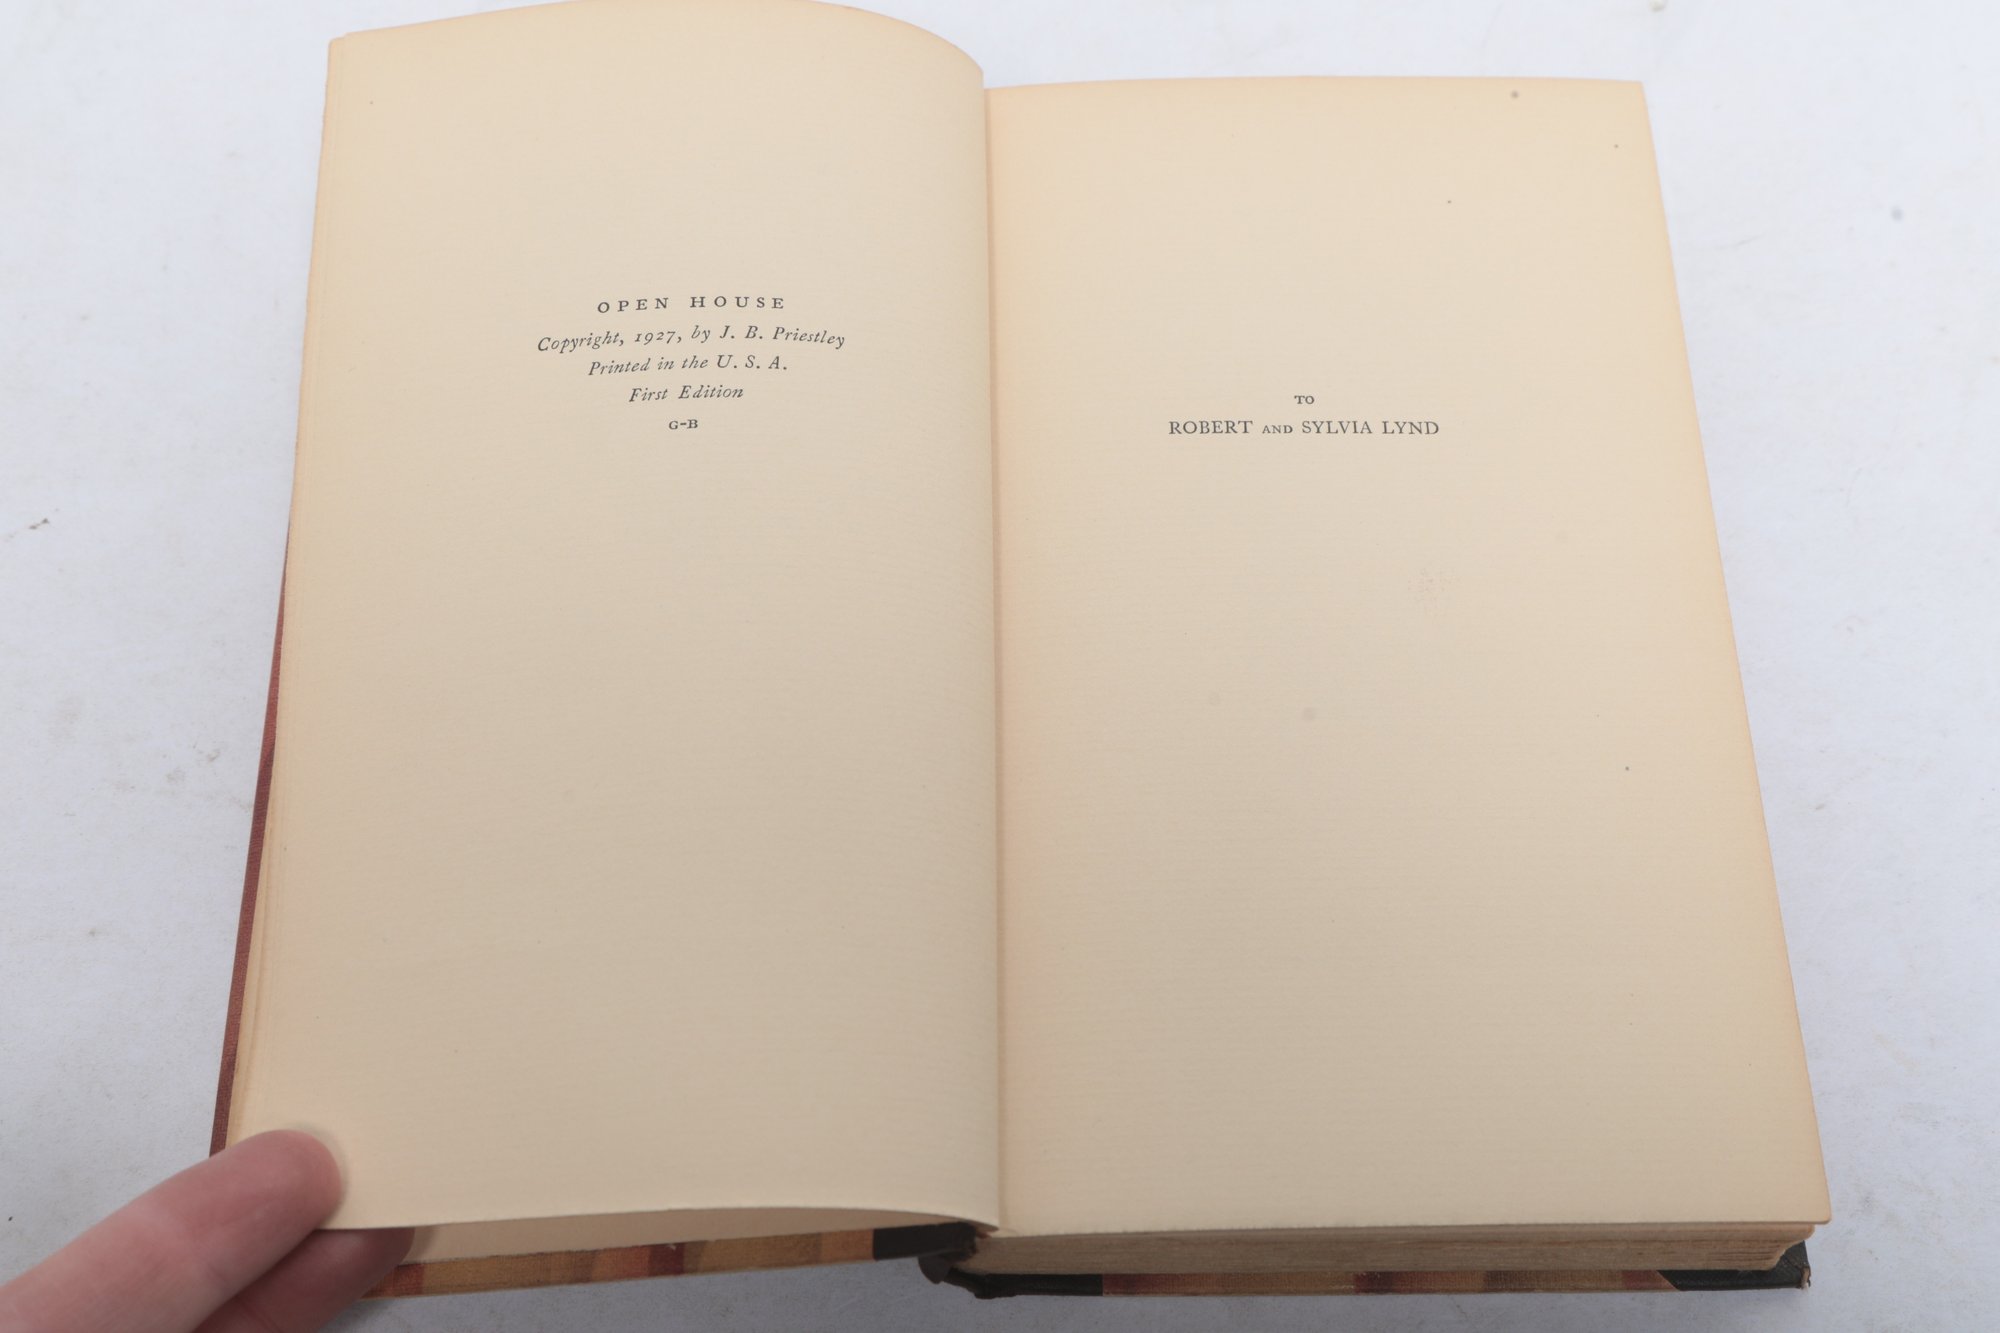 OPEN HOUSE
Copyright, 1927, by J. B. Priestley
Printed in the U. S. A.
First Edition
G-B
TO
ROBERT AND SYLVIA LYND